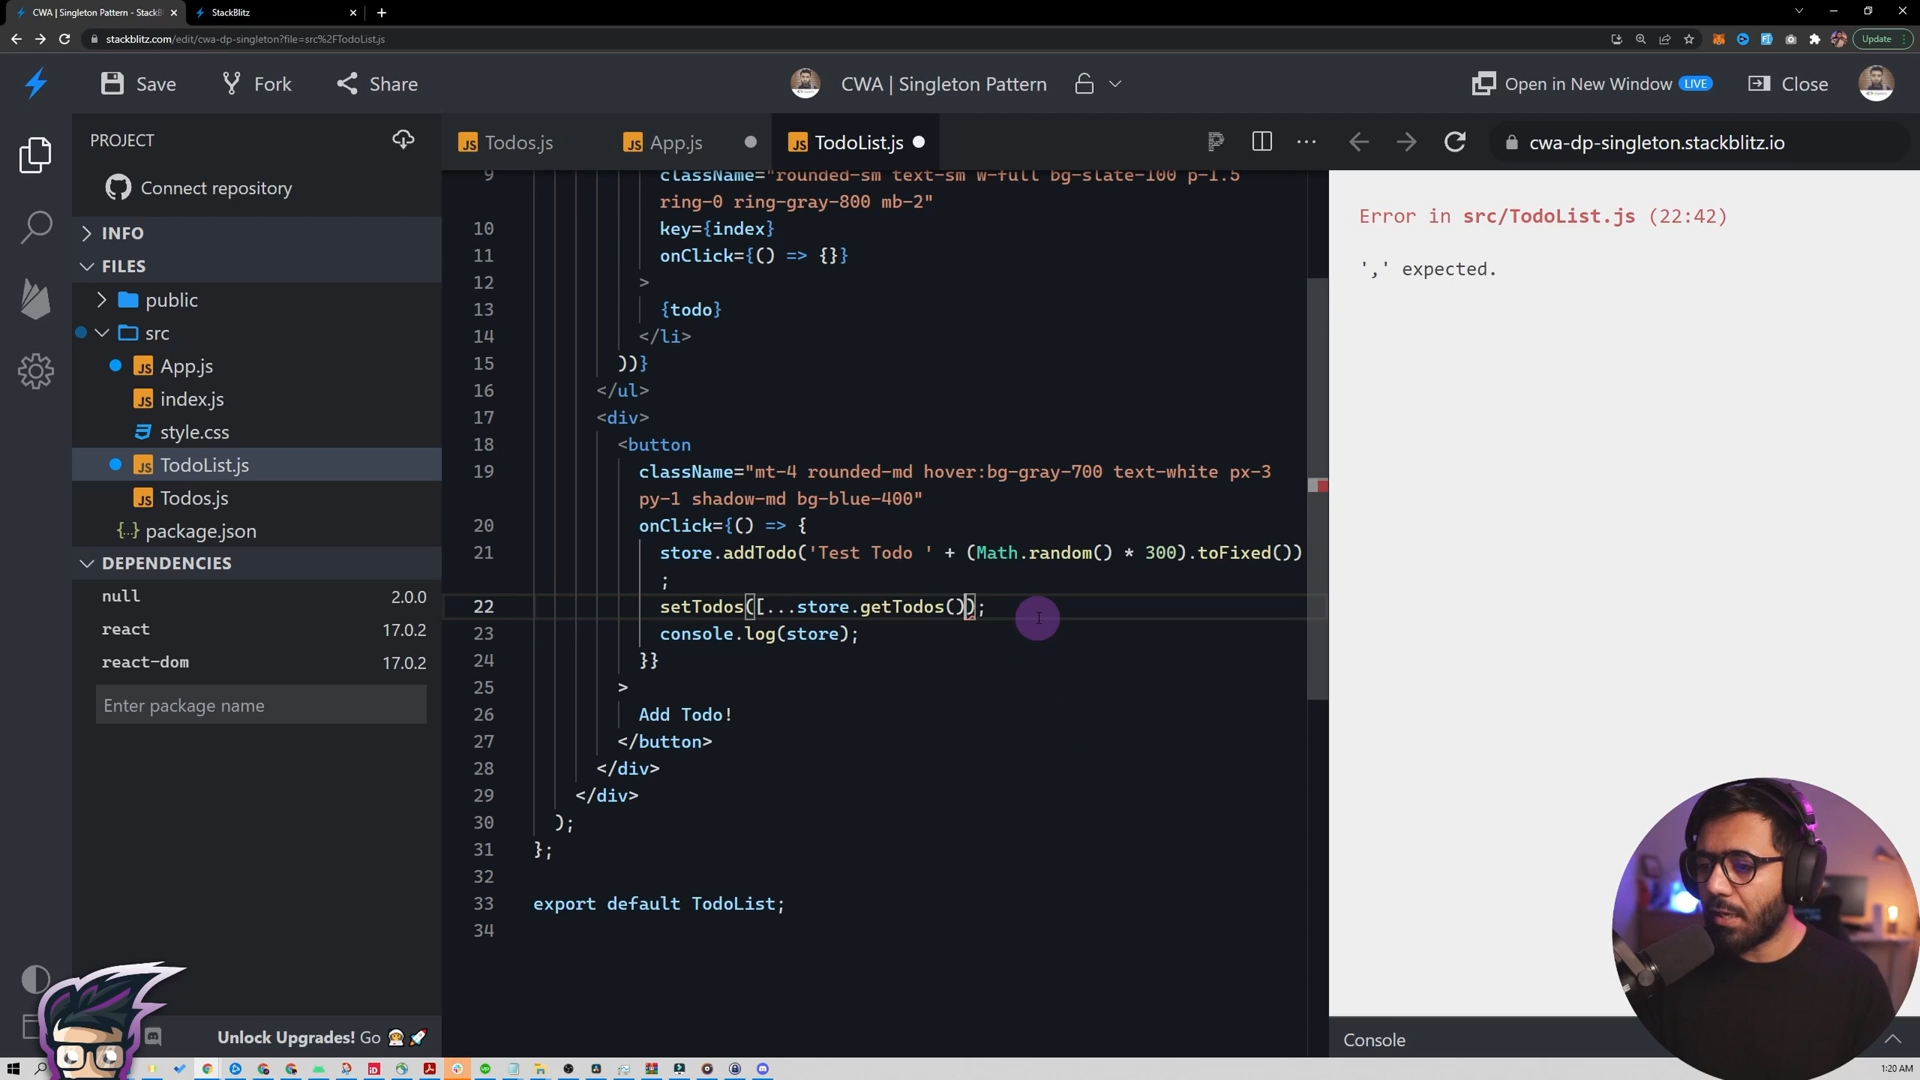 CWA | Singleton Pattern - StackB
StackBlitz
stackblitz.com/edit/cwa-dp-singleton?file=src%2FTodoList.js
Update
Save
Fork
Share
CWA | Singleton Pattern
Open in New Window LIVE
Close
PROJECT
Connect repository
INFO
FILES
public
src
App.js
index.js
style.css
TodoList.js
Todos.js
package.json
DEPENDENCIES
null 2.0.0
react 17.0.2
react-dom 17.0.2
Enter package name
Unlock Upgrades! Go
Todos.js
App.js
TodoList.js
9 className="rounded-sm text-sm w-full bg-slate-100 p-1.5
ring-0 ring-gray-800 mb-2"
10 key={index}
11 onClick={() => {}}
12 >
13 {todo}
14 </li>
15 ))}
16 </ul>
17 <div>
18 <button
19 className="mt-4 rounded-md hover:bg-gray-700 text-white px-3
py-1 shadow-md bg-blue-400"
20 onClick={() => {
21 store.addTodo('Test Todo ' + (Math.random() * 300).toFixed())
;
22 setTodos([...store.getTodos());
23 console.log(store);
24 }}
25 >
26 Add Todo!
27 </button>
28 </div>
29 </div>
30 );
31 };
32
33 export default TodoList;
34
cwa-dp-singleton.stackblitz.io
Error in src/TodoList.js (22:42)
',' expected.
Console
1:20 AM